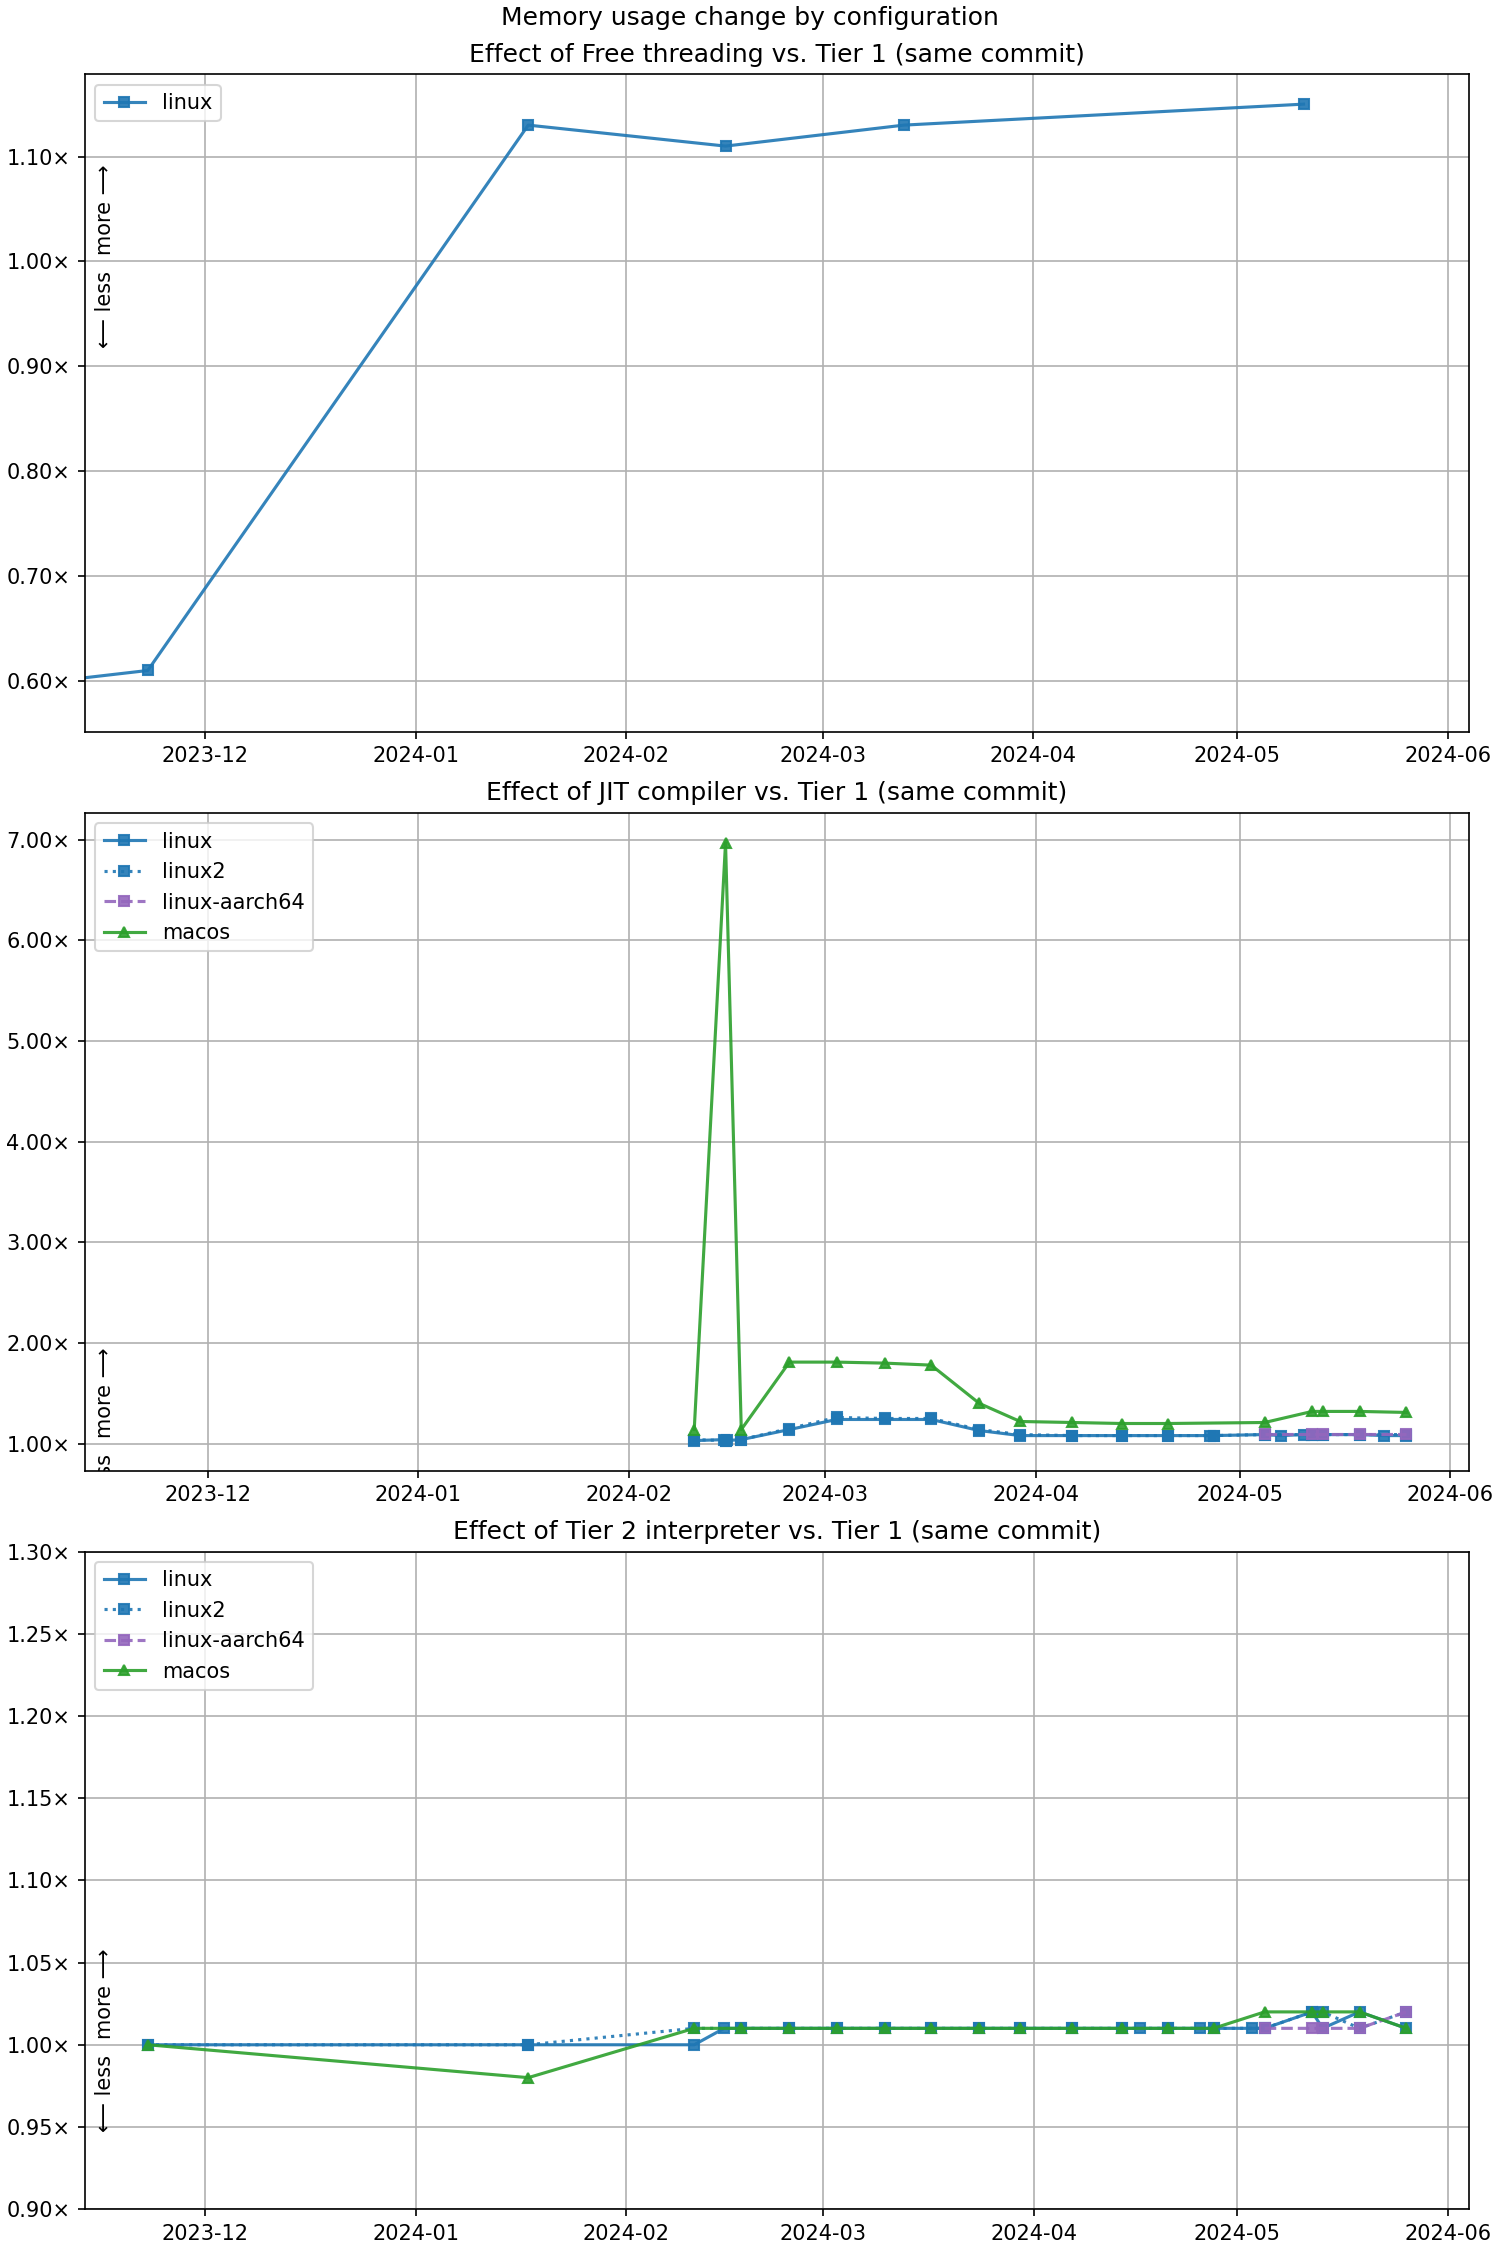 Memory usage change by configuration
Effect of Free threading vs. Tier 1 (same commit)
linux
1.10×
1.00×
0.90×
0.80×
0.70×
0.60×
⟵ less   more ⟶
2023-12 2024-01 2024-02 2024-03 2024-04 2024-05 2024-06
Effect of JIT compiler vs. Tier 1 (same commit)
linux
linux2
linux-aarch64
macos
7.00×
6.00×
5.00×
4.00×
3.00×
2.00×
1.00×
ss   more ⟶
2023-12 2024-01 2024-02 2024-03 2024-04 2024-05 2024-06
Effect of Tier 2 interpreter vs. Tier 1 (same commit)
linux
linux2
linux-aarch64
macos
1.30×
1.25×
1.20×
1.15×
1.10×
1.05×
1.00×
0.95×
0.90×
⟵ less   more ⟶
2023-12 2024-01 2024-02 2024-03 2024-04 2024-05 2024-06